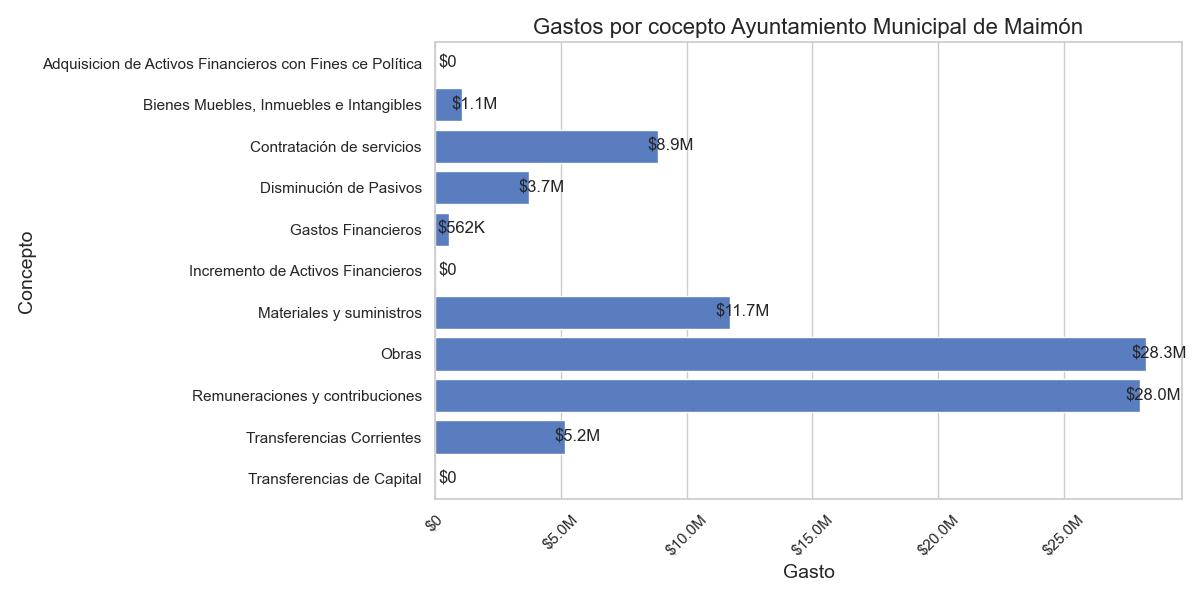 Gastos por cocepto Ayuntamiento Municipal de Maimón
Adquisicion de Activos Financieros con Fines ce Política $0
Bienes Muebles, Inmuebles e Intangibles $1.1M
Contratación de servicios $8.9M
Disminución de Pasivos $3.7M
Gastos Financieros $562K
Incremento de Activos Financieros $0
Materiales y suministros $11.7M
Obras $28.3M
Remuneraciones y contribuciones $28.0M
Transferencias Corrientes $5.2M
Transferencias de Capital $0
Concepto
$0 $5.0M $10.0M $15.0M $20.0M $25.0M
Gasto